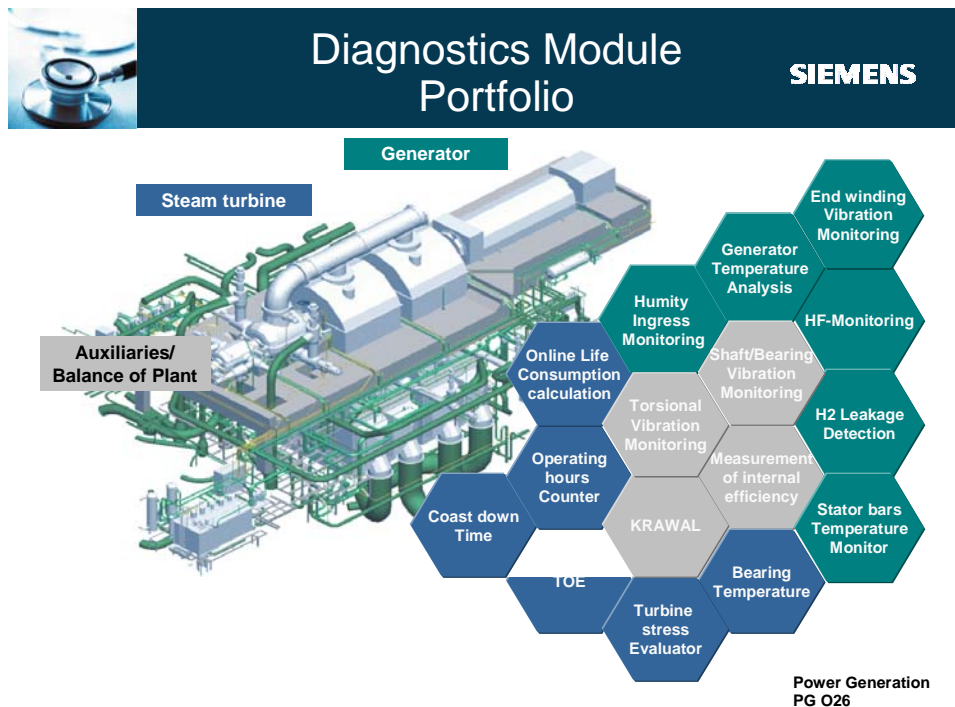 Diagnostics Module
Portfolio
SIEMENS
Generator
Steam turbine
Auxiliaries/
Balance of Plant
End winding
Vibration
Monitoring
Generator
Temperature
Analysis
Humity
Ingress
Monitoring
HF-Monitoring
Online Life
Consumption
calculation
Shaft/Bearing
Vibration
Monitoring
Torsional
Vibration
Monitoring
H2 Leakage
Detection
Operating
hours
Counter
Measurement
of internal
efficiency
Coast down
Time
KRAWAL
Stator bars
Temperature
Monitor
TOE
Bearing
Temperature
Turbine
stress
Evaluator
Power Generation
PG O26